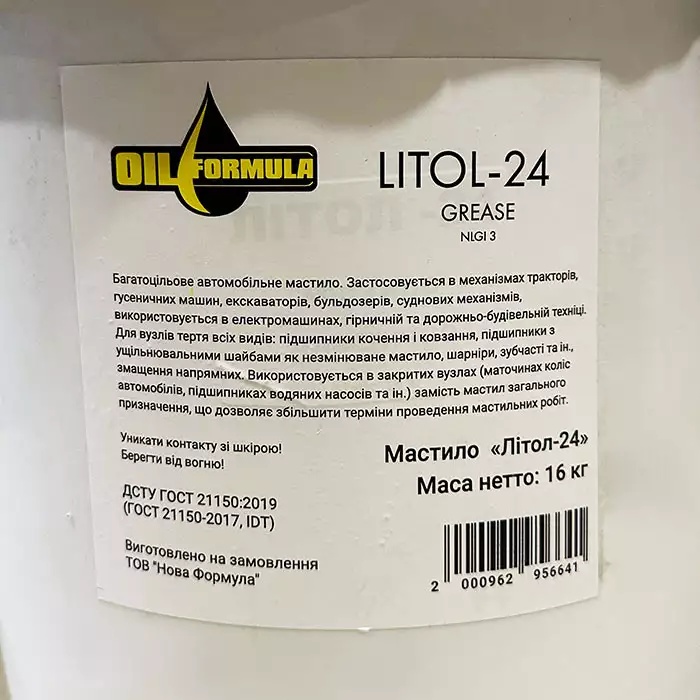 OIL FORMULA
LITOL-24
GREASE
NLGI 3
Багатоцільове автомобільне мастило. Застосовується в механізмах тракторів,
гусеничних машин, екскаваторів, бульдозерів, суднових механізмів,
використовується в електромашинах, гірничній та дорожньо-будівельній техніці.
Для вузлів тертя всіх видів: підшипники кочення і ковзання, підшипники з
ущільнювальними шайбами як незмінюване мастило, шарніри, зубчасті та ін.,
змащення напрямних. Використовується в закритих вузлах (маточинах коліс
автомобілів, підшипниках водяних насосів та ін.) замість мастил загального
призначення, що дозволяє збільшити терміни проведення мастильних робіт.
Уникати контакту зі шкірою!
Берегти від вогню!
Мастило «Літол-24»
Маса нетто: 16 кг
ДСТУ ГОСТ 21150:2019
(ГОСТ 21150-2017, IDT)
Виготовлено на замовлення
ТОВ "Нова Формула"
2 000962 956641